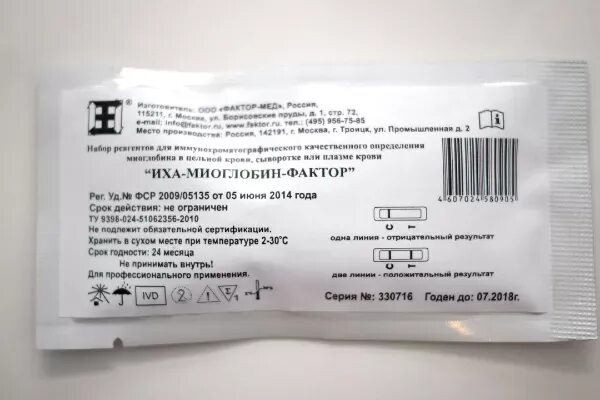 Изготовитель: ООО «ФАКТОР-МЕД», Россия,
115211, г. Москва, ул. Борисовские пруды, д. 1, стр. 72,
e-mail: info@faktor.ru, www.faktor.ru, тел.: (495) 956-75-85
Место производства: Россия, 142191, г. Москва, г. Троицк, ул. Промышленная д. 2
Набор реагентов для иммунохроматографического качественного определения
миоглобина в цельной крови, сыворотке или плазме крови
"ИХА-МИОГЛОБИН-ФАКТОР"
Рег. Уд.№ ФСР 2009/05135 от 05 июня 2014 года
Срок действия: не ограничен
ТУ 9398-024-51062356-2010
Не подлежит обязательной сертификации.
Хранить в сухом месте при температуре 2-30°С
Срок годности: 24 месяца
Не принимать внутрь!
Для профессионального применения.
IVD
2
Σ 1
4607024580905
C T
одна линия - отрицательный результат
C T
две линии - положительный результат
Серия №: 330716 Годен до: 07.2018г.